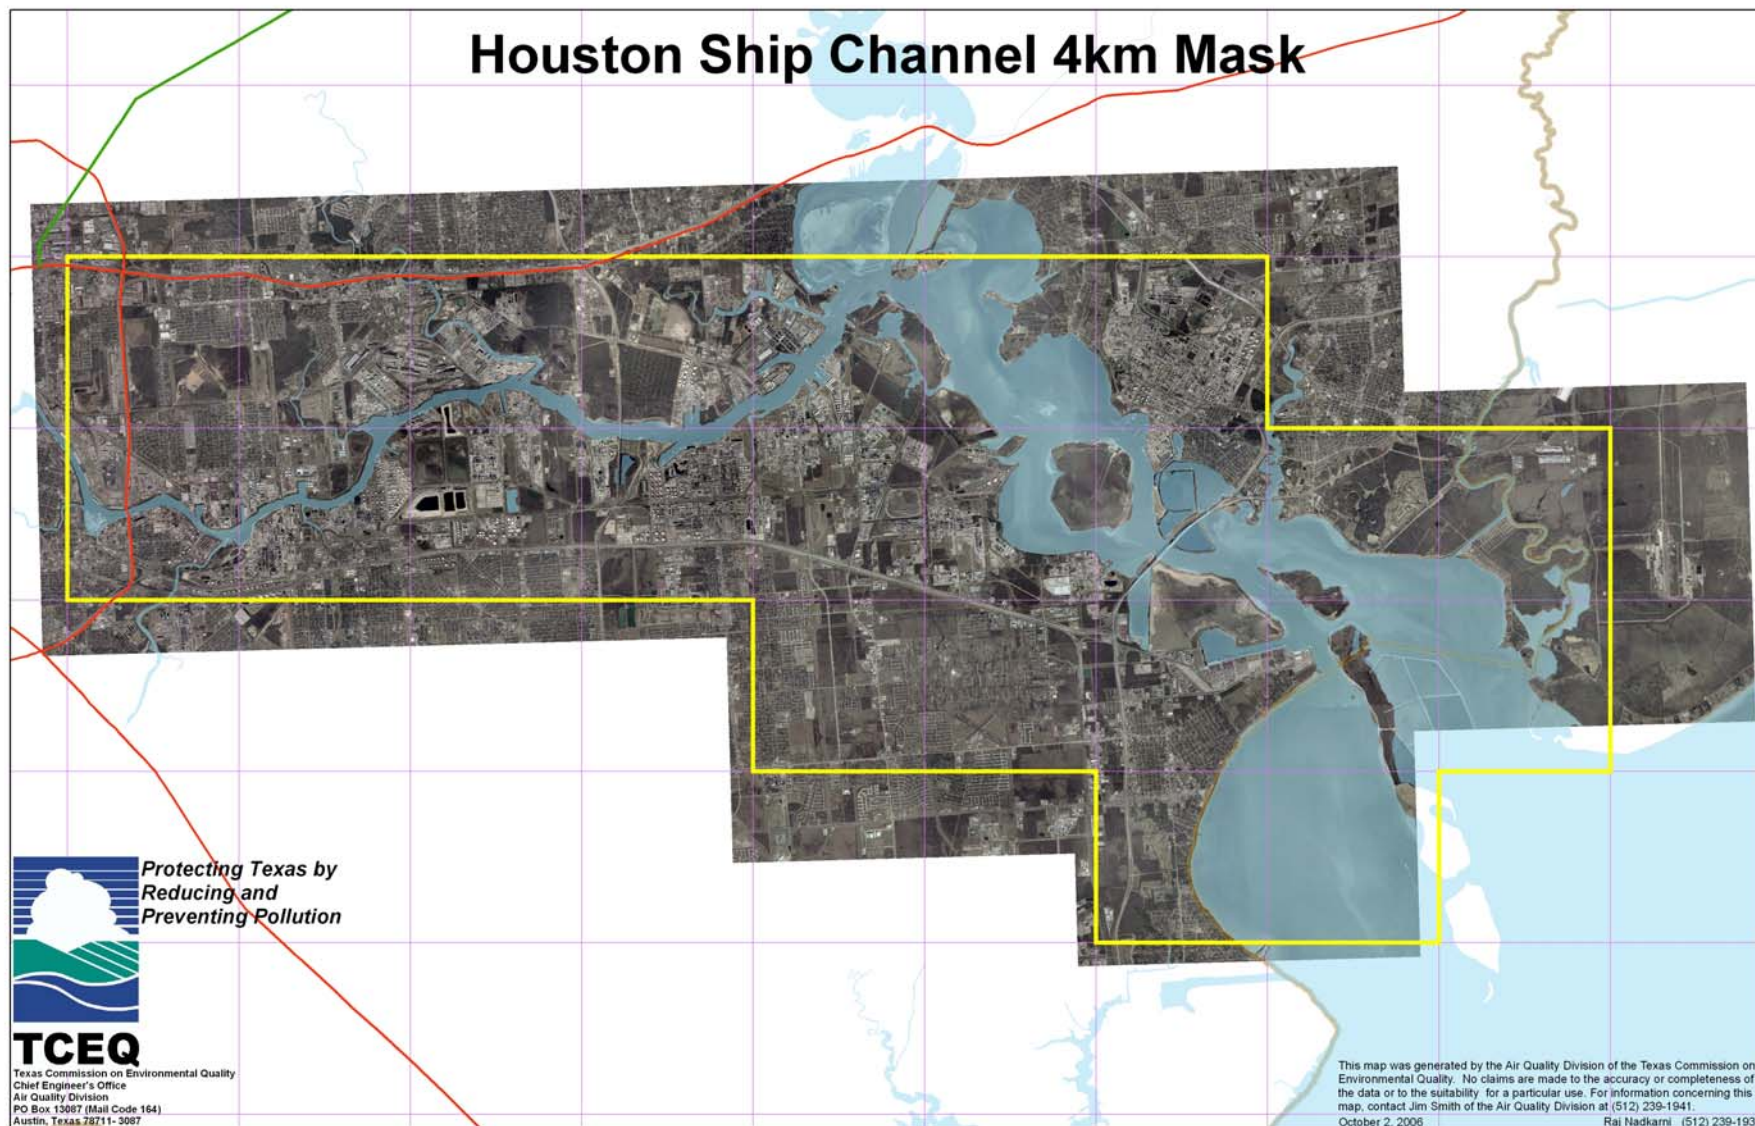 Houston Ship Channel 4km Mask
Protecting Texas by
Reducing and
Preventing Pollution
TCEQ
Texas Commission on Environmental Quality
Chief Engineer's Office
Air Quality Division
PO Box 13087 (Mail Code 164)
Austin, Texas 78711- 3087
This map was generated by the Air Quality Division of the Texas Commission on
Environmental Quality. No claims are made to the accuracy or completeness of
the data or to the suitability for a particular use. For information concerning this
map, contact Jim Smith of the Air Quality Division at (512) 239-1941.
October 2, 2006 Raj Nadkarni (512) 239-193